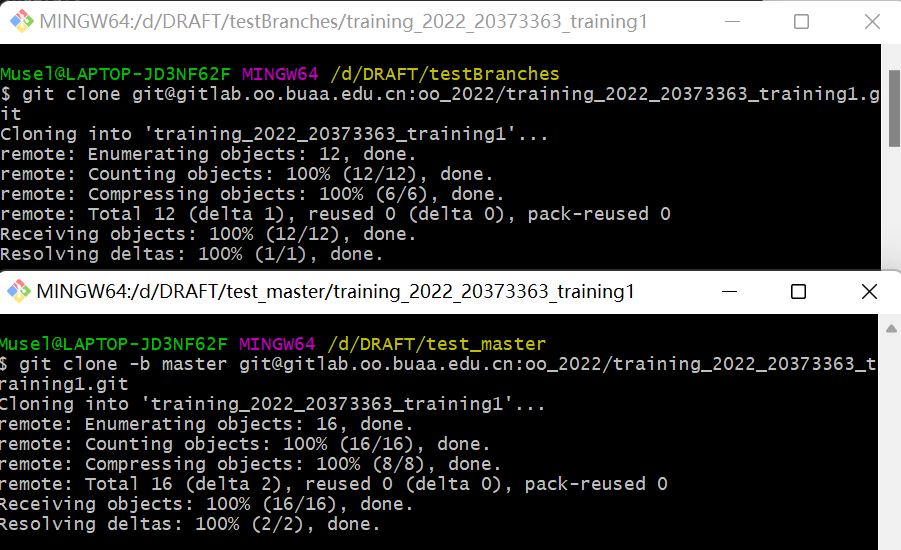 MINGW64:/d/DRAFT/testBranches/training_2022_20373363_training1
Musel@LAPTOP-JD3NF62F MINGW64 /d/DRAFT/testBranches
$ git clone git@gitlab.oo.buaa.edu.cn:oo_2022/training_2022_20373363_training1.g
it
Cloning into 'training_2022_20373363_training1'...
remote: Enumerating objects: 12, done.
remote: Counting objects: 100% (12/12), done.
remote: Compressing objects: 100% (6/6), done.
remote: Total 12 (delta 1), reused 0 (delta 0), pack-reused 0
Receiving objects: 100% (12/12), done.
Resolving deltas: 100% (1/1), done.
MINGW64:/d/DRAFT/test_master/training_2022_20373363_training1
Musel@LAPTOP-JD3NF62F MINGW64 /d/DRAFT/test_master
$ git clone -b master git@gitlab.oo.buaa.edu.cn:oo_2022/training_2022_20373363_t
raining1.git
Cloning into 'training_2022_20373363_training1'...
remote: Enumerating objects: 16, done.
remote: Counting objects: 100% (16/16), done.
remote: Compressing objects: 100% (8/8), done.
remote: Total 16 (delta 2), reused 0 (delta 0), pack-reused 0
Receiving objects: 100% (16/16), done.
Resolving deltas: 100% (2/2), done.